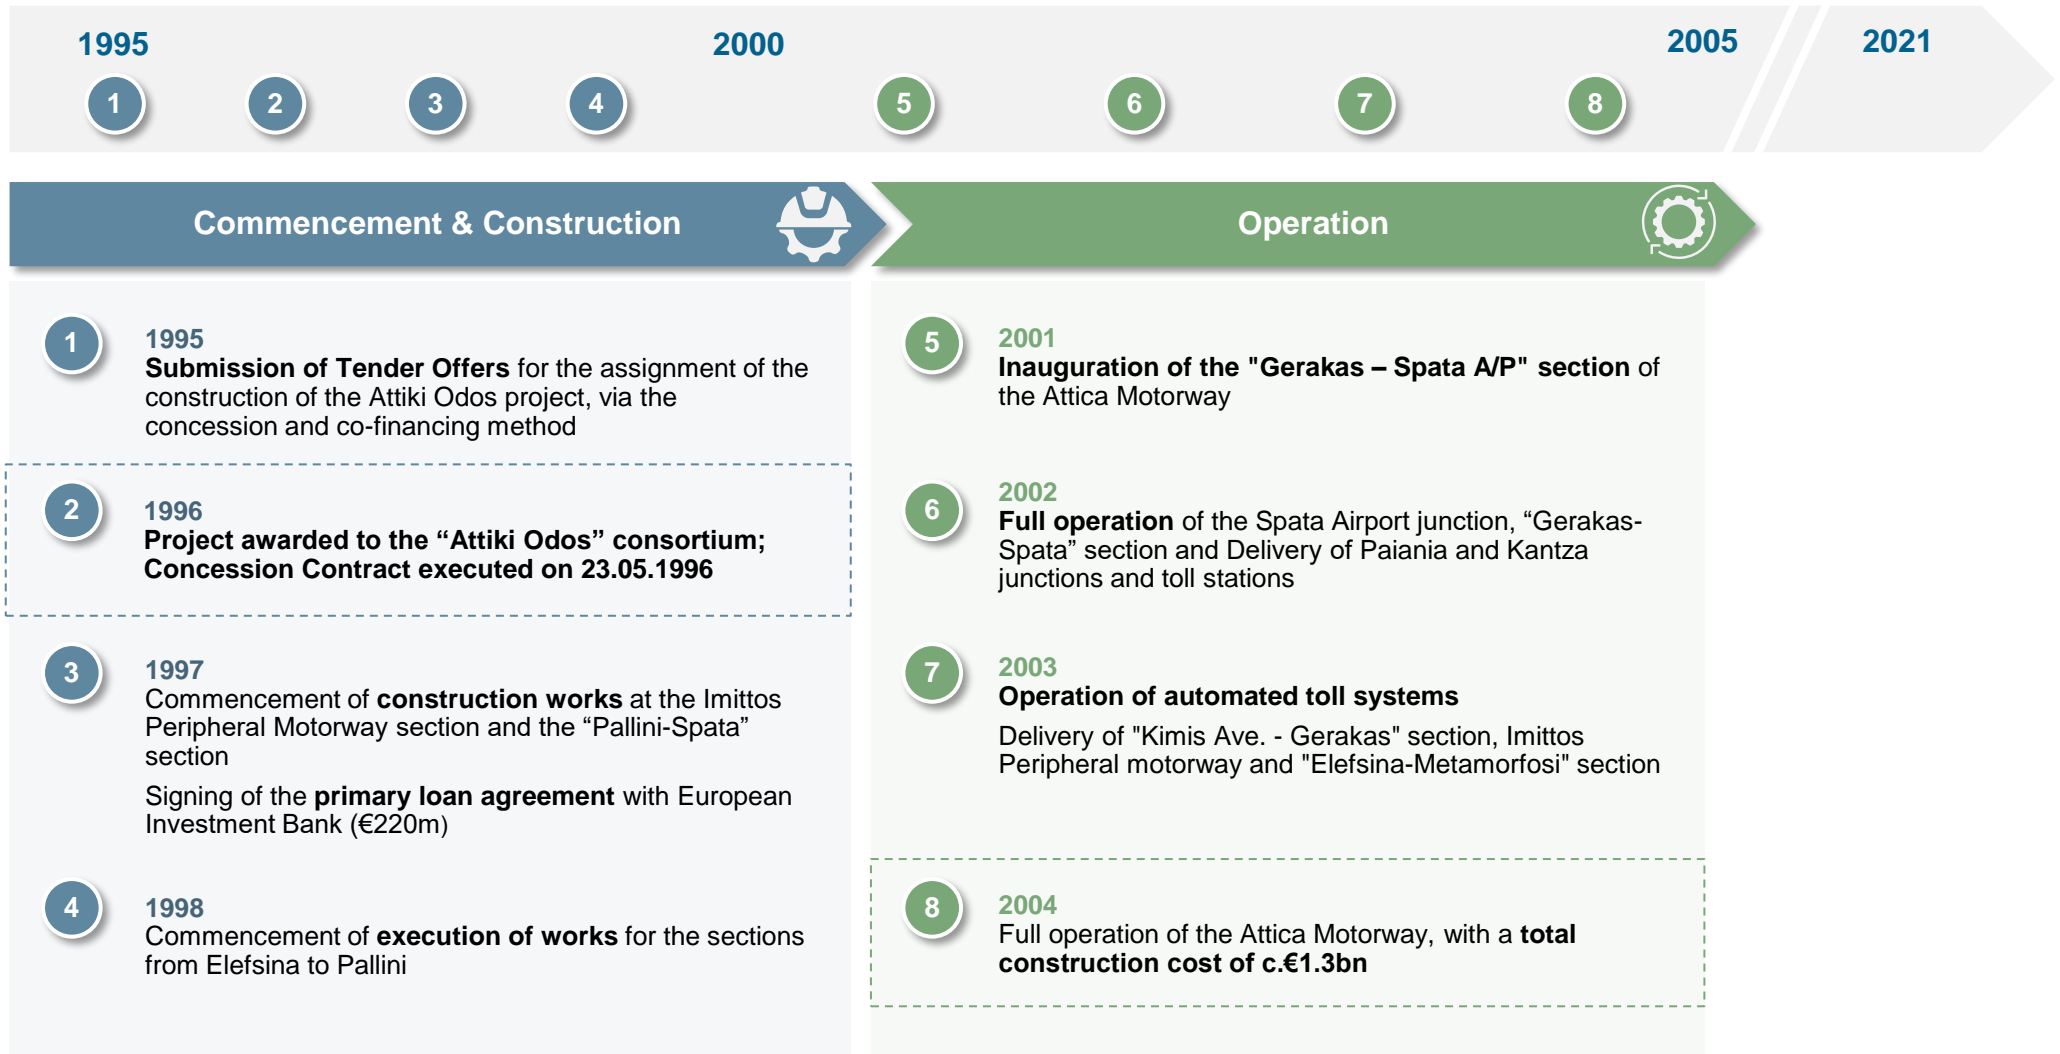 1995
2000
2005
2021
1
2
3
4
5
6
7
8
Commencement & Construction
1
1995
Submission of Tender Offers for the assignment of the
construction of the Attiki Odos project, via the
concession and co-financing method
2
1996
Project awarded to the “Attiki Odos” consortium;
Concession Contract executed on 23.05.1996
3
1997
Commencement of construction works at the Imittos
Peripheral Motorway section and the “Pallini-Spata”
section
Signing of the primary loan agreement with European
Investment Bank (€220m)
4
1998
Commencement of execution of works for the sections
from Elefsina to Pallini
Operation
5
2001
Inauguration of the "Gerakas – Spata A/P" section of
the Attica Motorway
6
2002
Full operation of the Spata Airport junction, “Gerakas-
Spata” section and Delivery of Paiania and Kantza
junctions and toll stations
7
2003
Operation of automated toll systems
Delivery of "Kimis Ave. - Gerakas" section, Imittos
Peripheral motorway and "Elefsina-Metamorfosi" section
8
2004
Full operation of the Attica Motorway, with a total
construction cost of c.€1.3bn